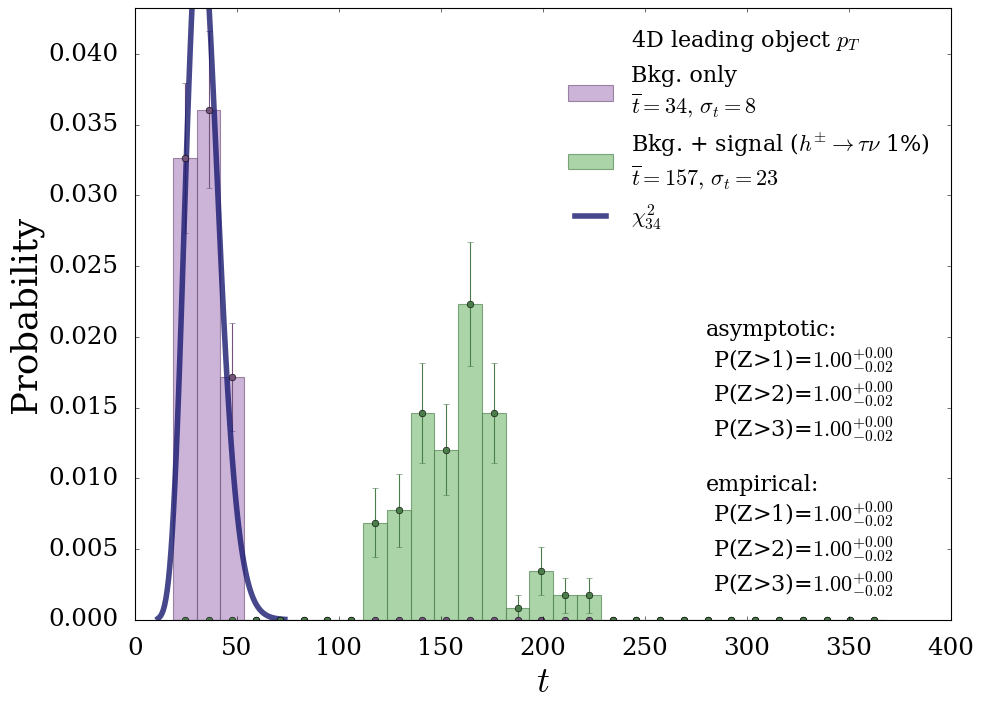 4D leading object $p_T$
Bkg. only
$\overline{t}=34$, $\sigma_t=8$
Bkg. + signal ($h^{\pm}\to\tau\nu$ 1%)
$\overline{t}=157$, $\sigma_t=23$
$\chi^2_{34}$
asymptotic:
P(Z>1)=$1.00^{+0.00}_{-0.02}$
P(Z>2)=$1.00^{+0.00}_{-0.02}$
P(Z>3)=$1.00^{+0.00}_{-0.02}$
empirical:
P(Z>1)=$1.00^{+0.00}_{-0.02}$
P(Z>2)=$1.00^{+0.00}_{-0.02}$
P(Z>3)=$1.00^{+0.00}_{-0.02}$
Probability
0.040
0.035
0.030
0.025
0.020
0.015
0.010
0.005
0.000
0 50 100 150 200 250 300 350 400
$t$